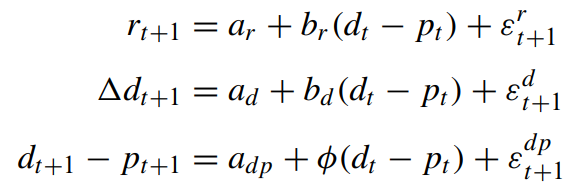 r_{t+1} = a_r + b_r(d_t − p_t) + ε^r_{t+1}
Δd_{t+1} = a_d + b_d(d_t − p_t) + ε^d_{t+1}
d_{t+1} − p_{t+1} = a_{dp} + ϕ(d_t − p_t) + ε^{dp}_{t+1}